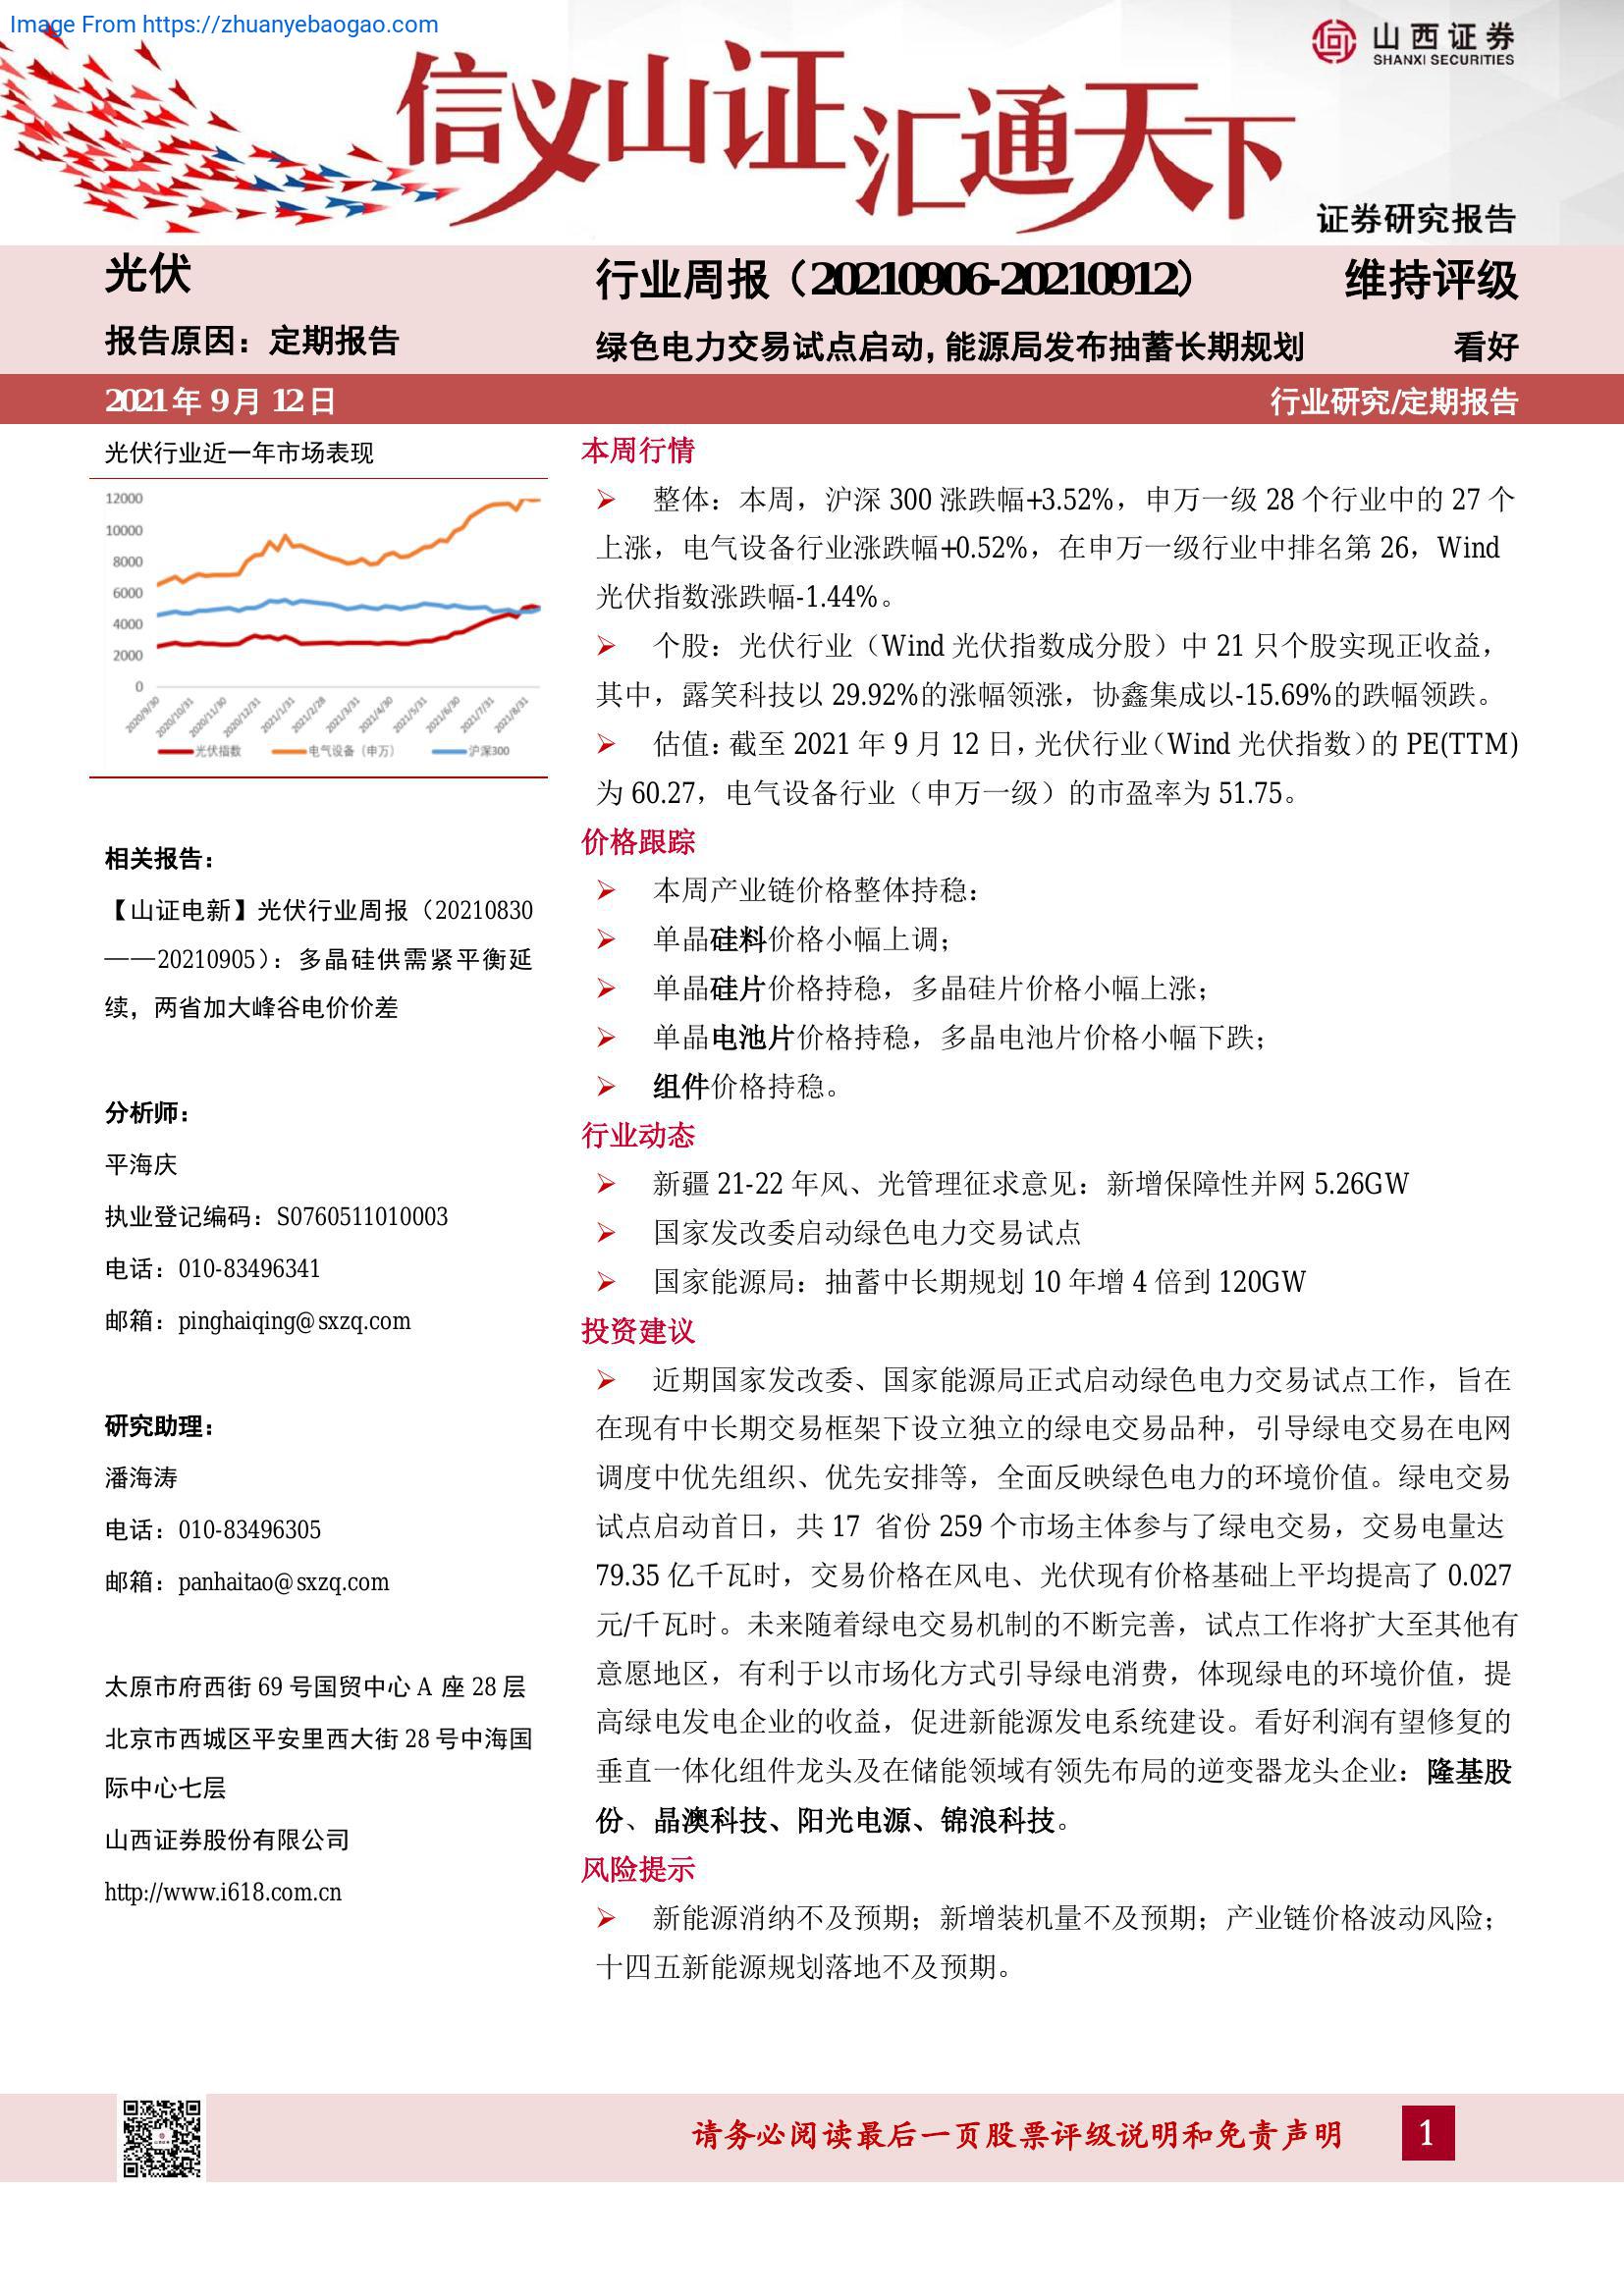 Image From https://zhuanyebaogao.com
山西证券
SHANXI SECURITIES
信义山证汇通天下
证券研究报告
光伏
报告原因：定期报告
行业周报（20210906-20210912）
维持评级
绿色电力交易试点启动，能源局发布抽蓄长期规划
看好
2021年9月12日
行业研究/定期报告
光伏行业近一年市场表现
12000
10000
8000
6000
4000
2000
0
2020/9/30
2020/10/31
2020/11/30
2020/12/31
2021/1/31
2021/2/28
2021/3/31
2021/4/30
2021/5/31
2021/6/30
2021/7/31
2021/8/31
光伏指数 电气设备（申万） 沪深300
相关报告：
【山证电新】光伏行业周报（20210830
——20210905）：多晶硅供需紧平衡延
续，两省加大峰谷电价价差
分析师：
平海庆
执业登记编码：S0760511010003
电话：010-83496341
邮箱：pinghaiqing@sxzq.com
研究助理：
潘海涛
电话：010-83496305
邮箱：panhaitao@sxzq.com
太原市府西街69号国贸中心A座28层
北京市西城区平安里西大街28号中海国
际中心七层
山西证券股份有限公司
http://www.i618.com.cn
本周行情
➢ 整体：本周，沪深300涨跌幅+3.52%，申万一级28个行业中的27个
上涨，电气设备行业涨跌幅+0.52%，在申万一级行业中排名第26，Wind
光伏指数涨跌幅-1.44%。
➢ 个股：光伏行业（Wind光伏指数成分股）中21只个股实现正收益，
其中，露笑科技以29.92%的涨幅领涨，协鑫集成以-15.69%的跌幅领跌。
➢ 估值：截至2021年9月12日，光伏行业（Wind光伏指数）的PE(TTM)
为60.27，电气设备行业（申万一级）的市盈率为51.75。
价格跟踪
➢ 本周产业链价格整体持稳：
➢ 单晶硅料价格小幅上调；
➢ 单晶硅片价格持稳，多晶硅片价格小幅上涨；
➢ 单晶电池片价格持稳，多晶电池片价格小幅下跌；
➢ 组件价格持稳。
行业动态
➢ 新疆21-22年风、光管理征求意见：新增保障性并网5.26GW
➢ 国家发改委启动绿色电力交易试点
➢ 国家能源局：抽蓄中长期规划10年增4倍到120GW
投资建议
➢ 近期国家发改委、国家能源局正式启动绿色电力交易试点工作，旨在
在现有中长期交易框架下设立独立的绿电交易品种，引导绿电交易在电网
调度中优先组织、优先安排等，全面反映绿色电力的环境价值。绿电交易
试点启动首日，共17 省份259个市场主体参与了绿电交易，交易电量达
79.35亿千瓦时，交易价格在风电、光伏现有价格基础上平均提高了0.027
元/千瓦时。未来随着绿电交易机制的不断完善，试点工作将扩大至其他有
意愿地区，有利于以市场化方式引导绿电消费，体现绿电的环境价值，提
高绿电发电企业的收益，促进新能源发电系统建设。看好利润有望修复的
垂直一体化组件龙头及在储能领域有领先布局的逆变器龙头企业：隆基股
份、晶澳科技、阳光电源、锦浪科技。
风险提示
➢ 新能源消纳不及预期；新增装机量不及预期；产业链价格波动风险；
十四五新能源规划落地不及预期。
请务必阅读最后一页股票评级说明和免责声明
1